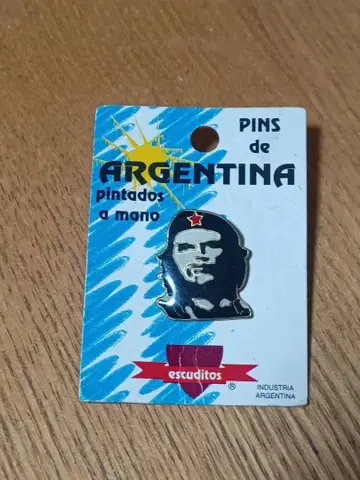 PINS
de
ARGENTINA
pintados
a mano
escuditos
®
INDUSTRIA
ARGENTINA